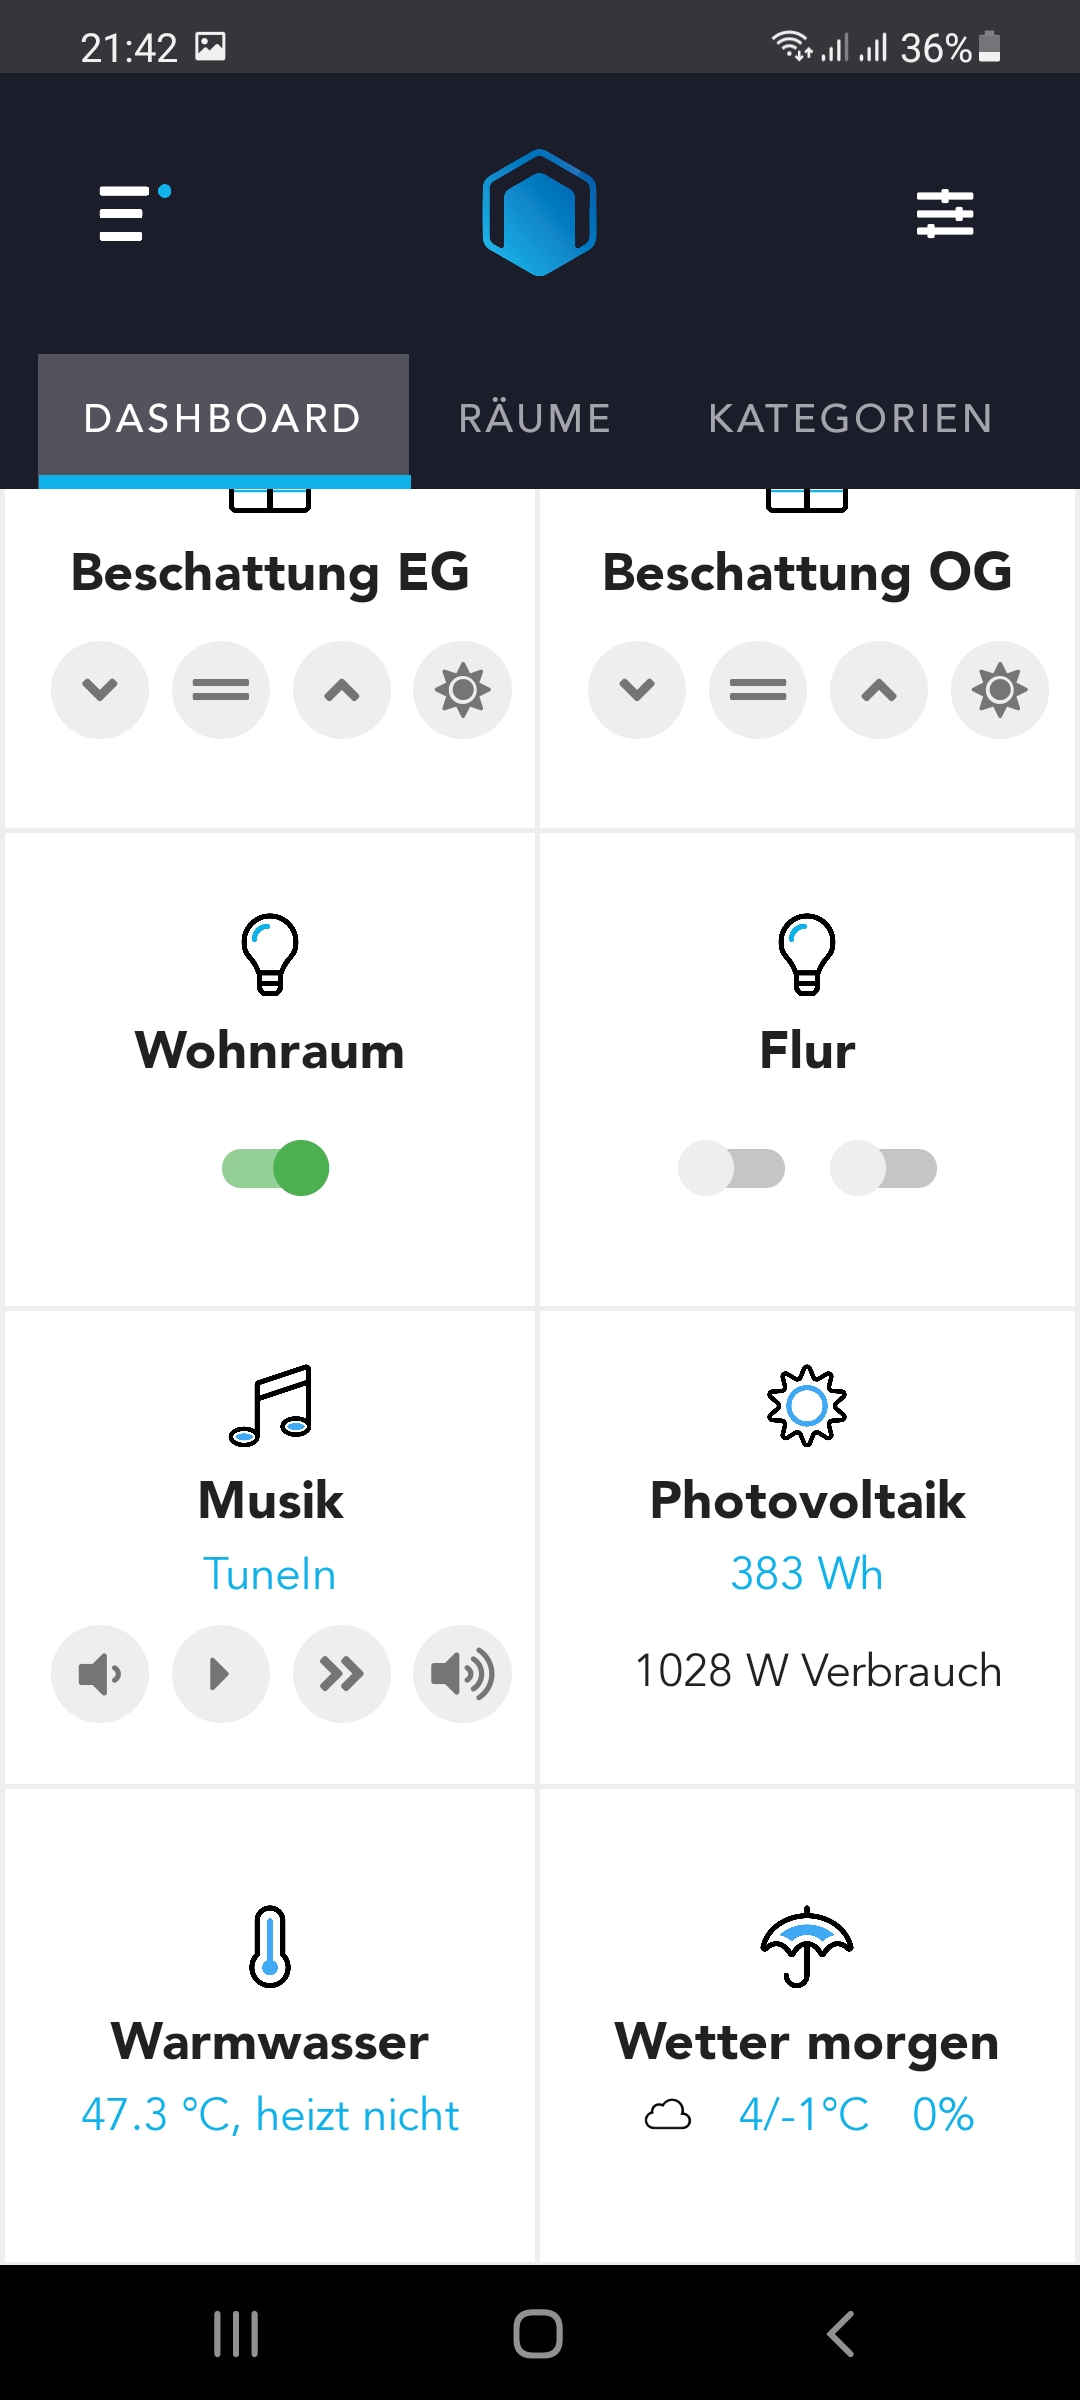 21:42 36%
DASHBOARD RÄUME KATEGORIEN
Beschattung EG Beschattung OG
Wohnraum Flur
Musik Photovoltaik
TuneIn 383 Wh
1028 W Verbrauch
Warmwasser Wetter morgen
47.3 °C, heizt nicht 4/-1°C 0%